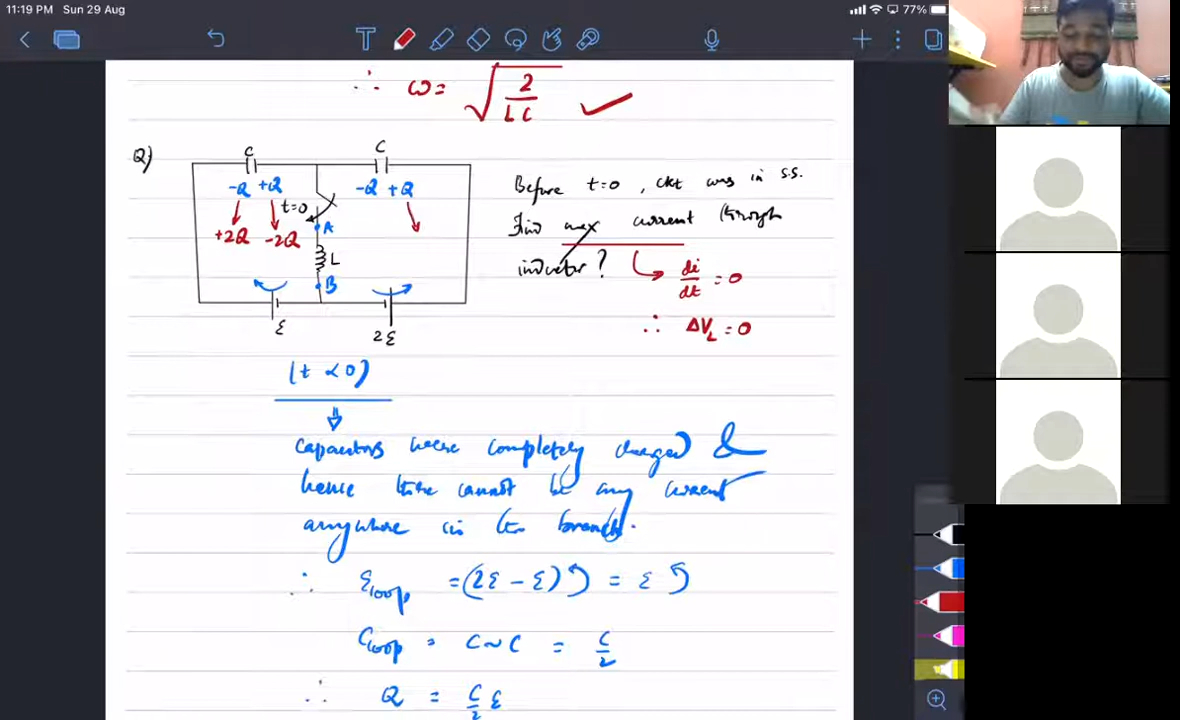 11:19 PM Sun 29 Aug 77%
∴ ω = √(2/LC) ✓
Q) C C
-Q +Q -Q +Q
t=0
+2Q -2Q A
L
B
ε 2ε
Before t=0, ckt was in s.s.
Find max current through
inductor? → di/dt = 0
∴ ΔV_L = 0
(t < 0)
capacitors were completely charged &
hence there cannot be any current
anywhere in the branch.
∴ ε_loop = (2ε - ε) ↺ = ε ↺
C_loop = C ~ C = C/2
∴ Q = C/2 ε